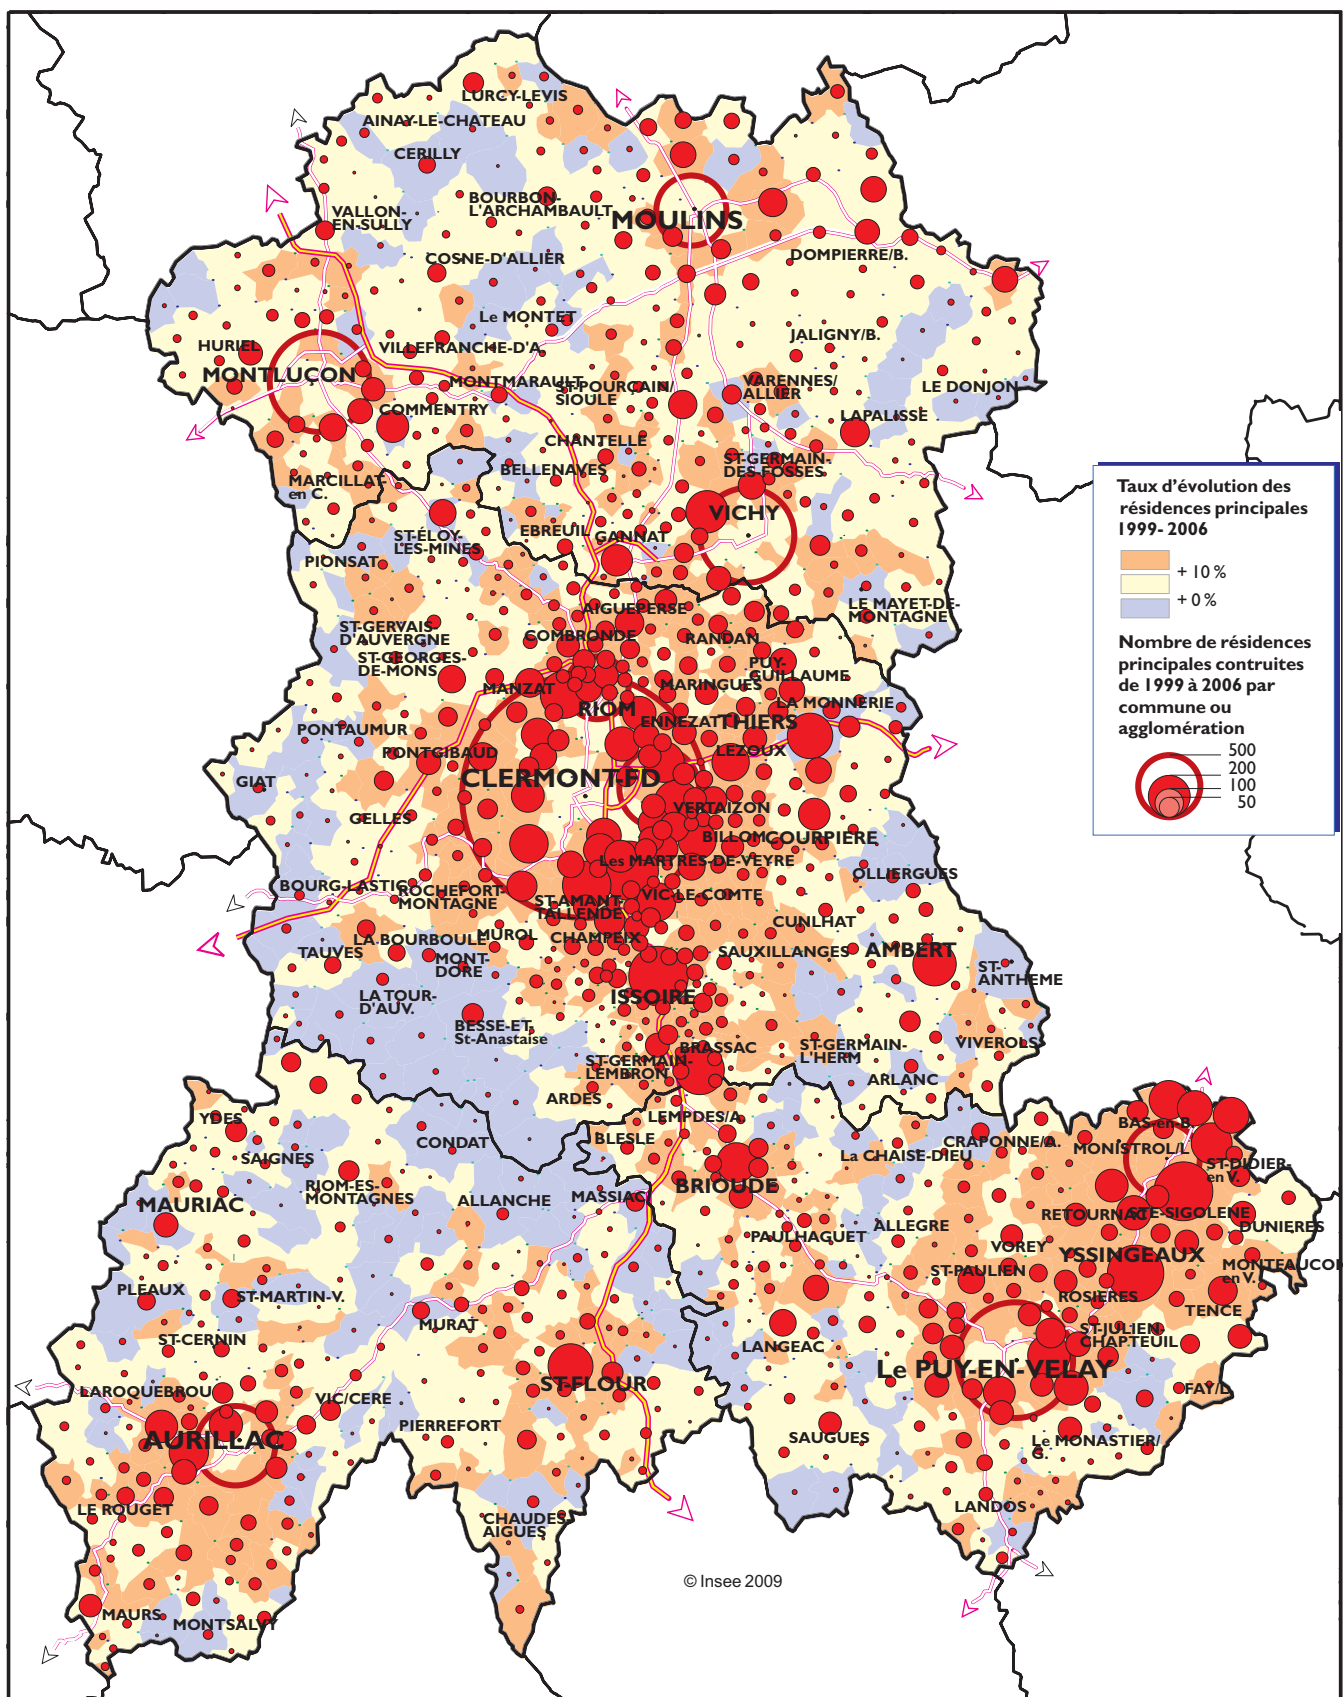 LURCY-LEVIS
AINAY-LE-CHATEAU
CERILLY
BOURBON-
L'ARCHAMBAULT
MOULINS
VALLON-
EN-SULLY
COSNE-D'ALLIER
DOMPIERRE/B.
Le MONTET
HURIEL
VILLEFRANCHE-D'A.
JALIGNY/B.
MONTLUÇON
MONTMARAULT
ST-POURÇAIN/
SIOULE
VARENNES/
ALLIER
LE DONJON
COMMENTRY
LAPALISSE
CHANTELLE
BELLENAVES
ST-GERMAIN-
DES-FOSSES
MARCILLAT-
en C.
VICHY
EBREUIL
GANNAT
ST-ÉLOY-
LES-MINES
PIONSAT
AIGUEPERSE
LE MAYET-DE-
MONTAGNE
ST-GERVAIS-
D'AUVERGNE
COMBRONDE
RANDAN
ST-GEORGES-
DE-MONS
PUY-
GUILLAUME
MANZAT
MARINGUES
LA MONNERIE
RIOM
ENNEZAT
THIERS
PONTAUMUR
PONTGIBAUD
LEZOUX
GIAT
CLERMONT-FD
VERTAIZON
GELLES
BILLOM
COURPIERE
Les MARTRES-DE-VEYRE
OLLIERGUES
BOURG-LASTIC
ROCHEFORT-
MONTAGNE
ST-AMANT-
TALLENDE
VIC-LE-COMTE
CUNLHAT
LA BOURBOULE
MUROL
CHAMPEIX
TAUVES
MONT-
DORE
SAUXILLANGES
AMBERT
ST-
ANTHEME
LA TOUR-
D'AUV.
ISSOIRE
BESSE-ET-
St-Anastaise
BRASSAC
ST-GERMAIN-
L'HERM
VIVEROLS
ST-GERMAIN-
LEMBRON
ARLANC
ARDES
YDES
LEMPDES/A.
BLESLE
CONDAT
SAIGNES
La CHAISE-DIEU
CRAPONNE/A.
BAS-en-B.
MONISTROL/L
ST-DIDIER-
en V.
RIOM-ES-
MONTAGNES
MAURIAC
ALLANCHE
MASSIAC
BRIOUDE
RETOURNAC
STE-SIGOLENE
DUNIERES
PAULHAGUET
ALLEGRE
VOREY
YSSINGEAUX
MONTEAUCO
en V.
ST-PAULIEN
PLEAUX
ST-MARTIN-V.
ROSIERES
TENCE
MURAT
ST-CERNIN
LANGEAC
ST-JULIEN-
CHAPTEUIL
Le PUY-EN-VELAY
LAROQUEBROU
VIC/CERE
ST-FLOUR
FAY/L
PIERREFORT
AURILLAC
SAUGUES
Le MONASTIER/
G.
LE ROUGET
CHAUDES-
AIGUES
LANDOS
MAURS
MONTSALVY
© Insee 2009
Taux d'évolution des
résidences principales
1999- 2006
+ 10 %
+ 0 %
Nombre de résidences
principales contruites
de 1999 à 2006 par
commune ou
agglomération
500
200
100
50